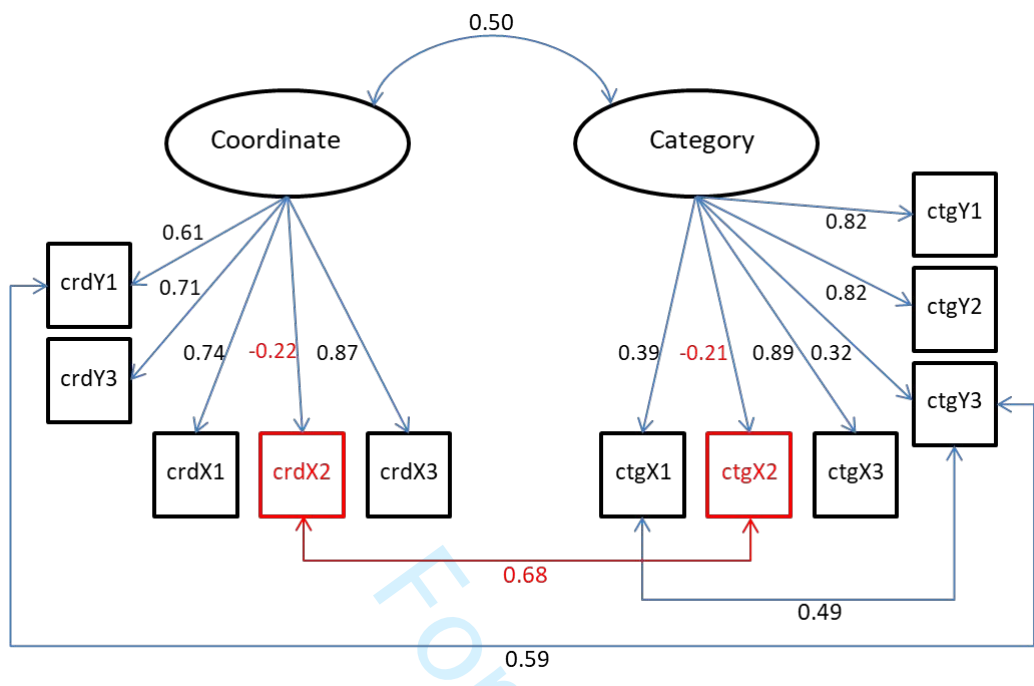 0.50
Coordinate
Category
ctgY1
0.82
0.61
crdY1
0.71
0.82
ctgY2
0.74
-0.22
0.87
0.39
-0.21
0.89
0.32
crdY3
ctgY3
crdX1
crdX2
crdX3
ctgX1
ctgX2
ctgX3
0.68
0.49
0.59
For